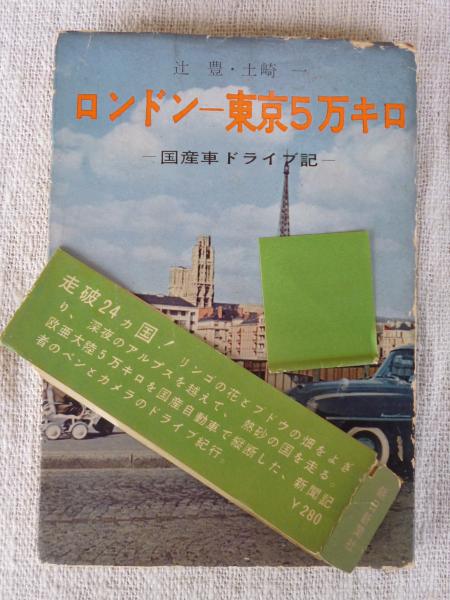 辻 豊・土崎 一
ロンドンー東京5万キロ
ー国産車ドライブ記ー
走破24カ国! リンゴの花とブドウの畑をよぎ
り、深夜のアルプスを越えて、熱砂の国を走る。
欧亜大陸5万キロを国産自動車で縦断した、新聞記
者のペンとカメラのドライブ紀行。
¥280